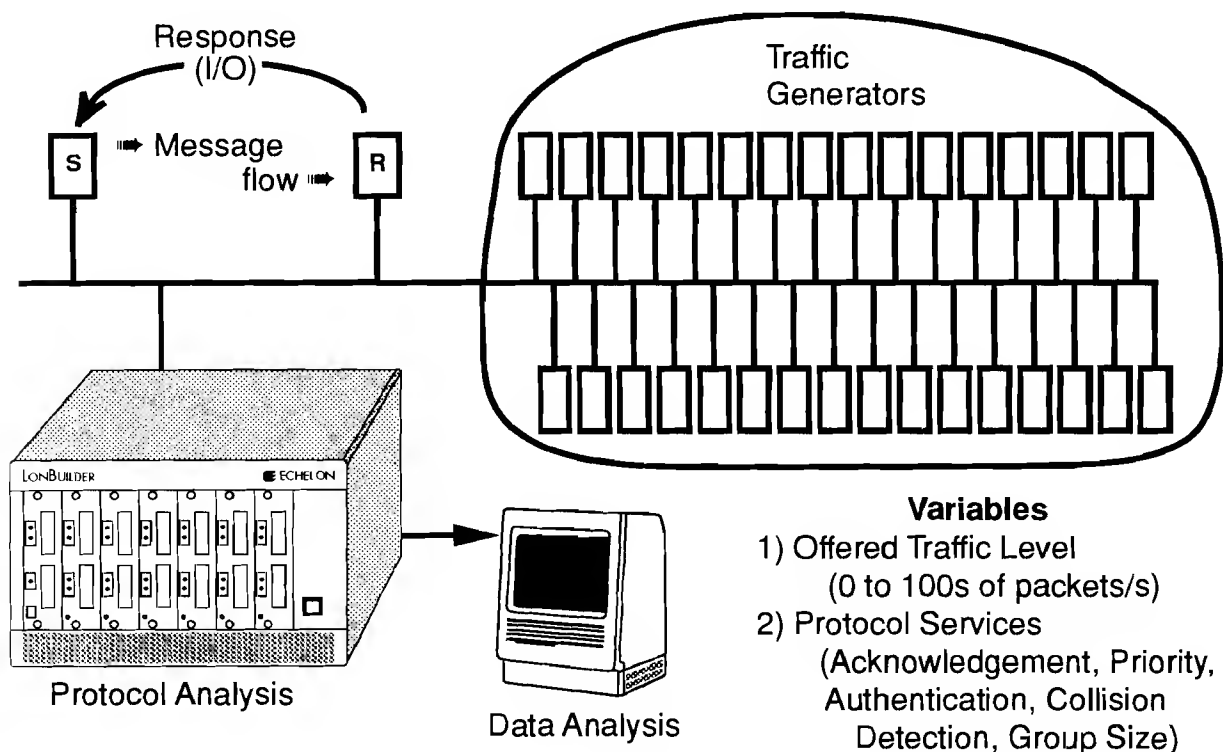 Response
(I/O)
S
Message
flow
R
Traffic
Generators
LONBUILDER
ECHELON
Protocol Analysis
Data Analysis
Variables
1) Offered Traffic Level
(0 to 100s of packets/s)
2) Protocol Services
(Acknowledgement, Priority,
Authentication, Collision
Detection, Group Size)